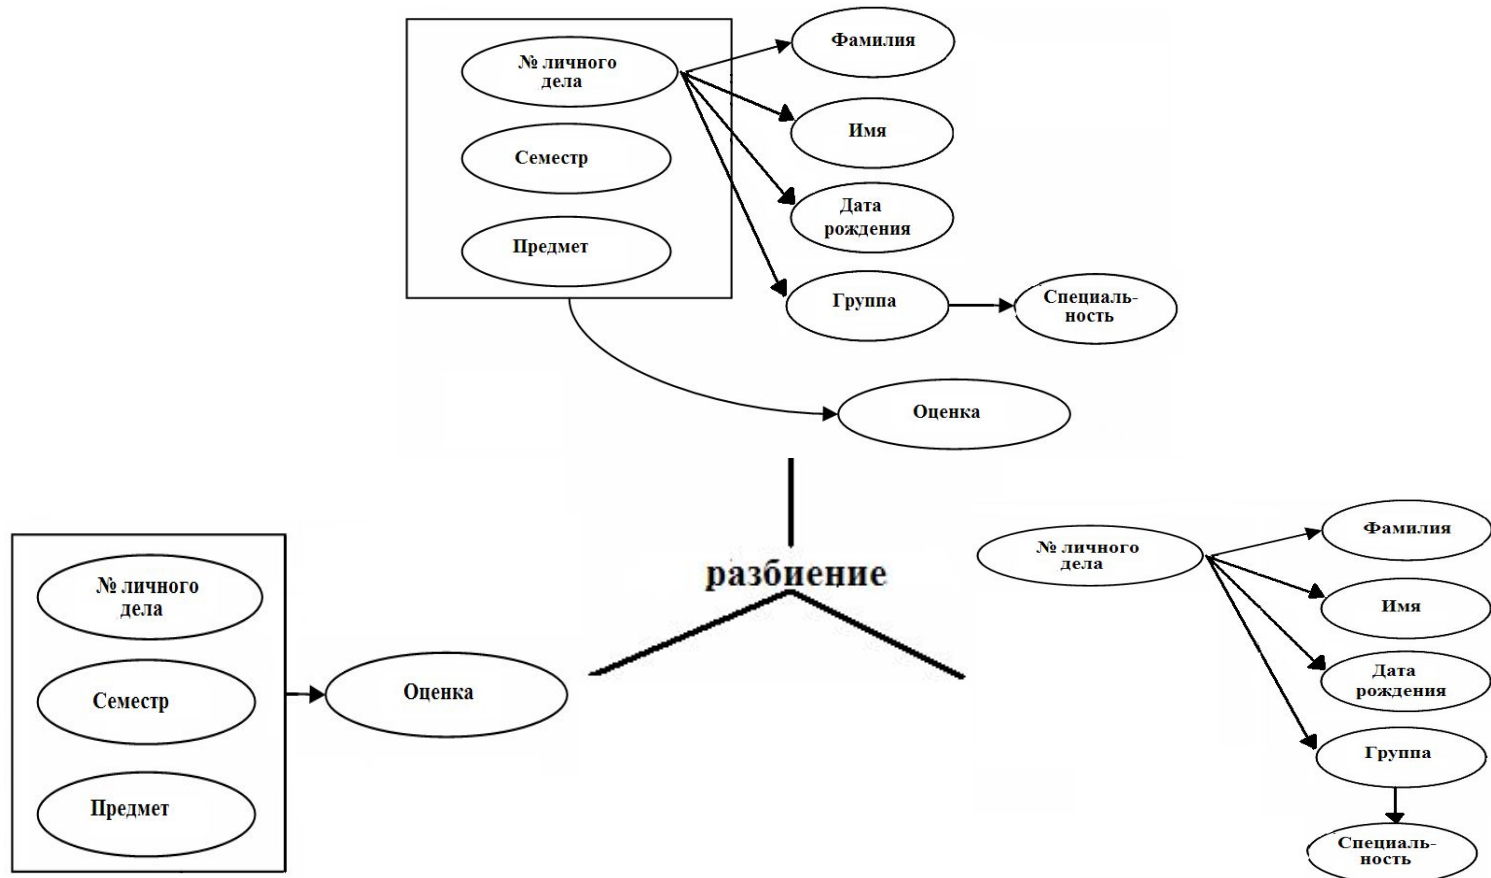 № личного
дела
Семестр
Предмет
Фамилия
Имя
Дата
рождения
Группа
Специаль-
ность
Оценка
разбиение
№ личного
дела
Семестр
Предмет
Оценка
№ личного
дела
Фамилия
Имя
Дата
рождения
Группа
Специаль-
ность